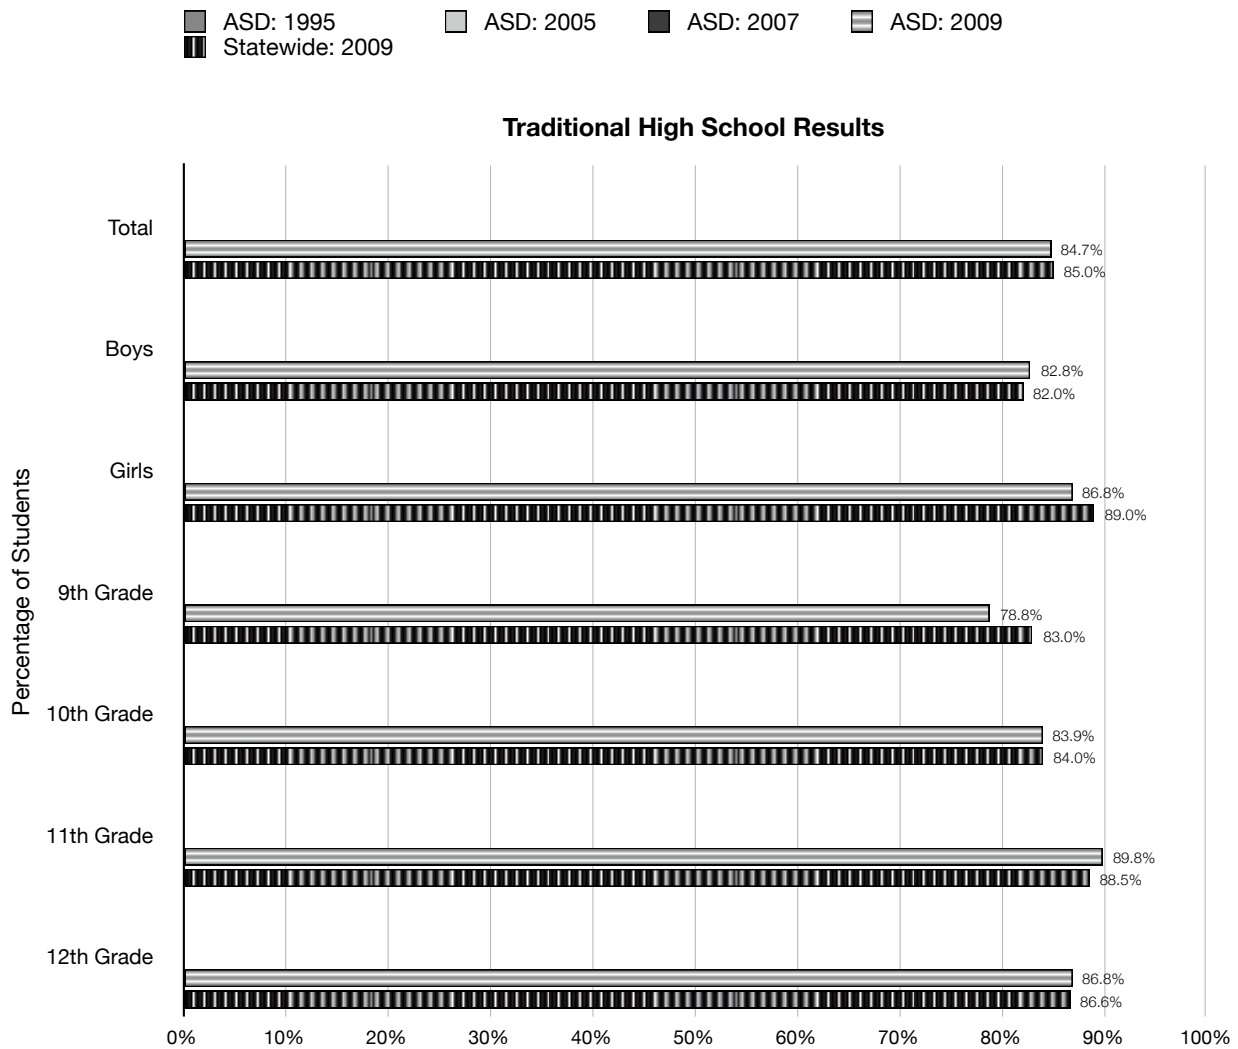 ASD: 1995 ASD: 2005 ASD: 2007 ASD: 2009
Statewide: 2009
Traditional High School Results
Percentage of Students
Total
84.7%
85.0%
Boys
82.8%
82.0%
Girls
86.8%
89.0%
9th Grade
78.8%
83.0%
10th Grade
83.9%
84.0%
11th Grade
89.8%
88.5%
12th Grade
86.8%
86.6%
0% 10% 20% 30% 40% 50% 60% 70% 80% 90% 100%